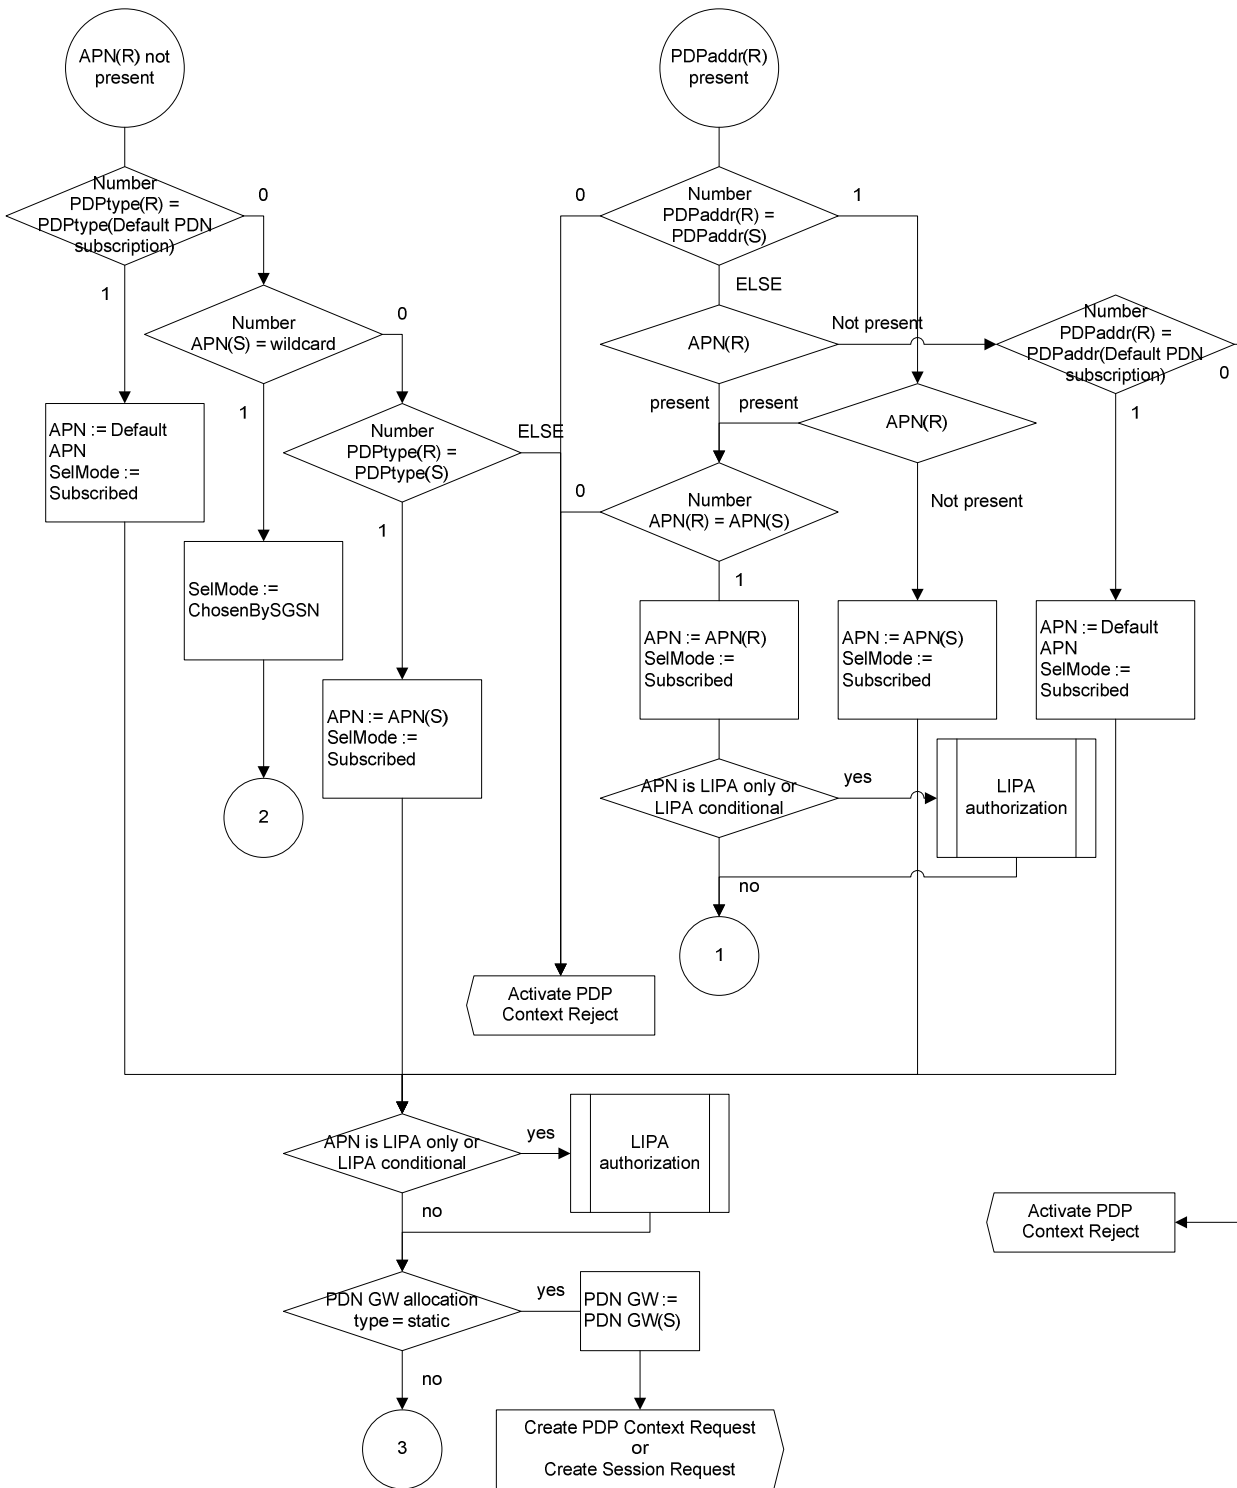 APN(R) not
present
PDPaddr(R)
present
Number
PDPtype(R) =
PDPtype(Default PDN
subscription)
0
1
Number
APN(S) = wildcard
0
1
Number
PDPtype(R) =
PDPtype(S)
ELSE
1
APN := Default
APN
SelMode :=
Subscribed
SelMode :=
ChosenBySGSN
APN := APN(S)
SelMode :=
Subscribed
2
0
Number
PDPaddr(R) =
PDPaddr(S)
1
ELSE
APN(R)
Not present
Number
PDPaddr(R) =
PDPaddr(Default PDN
subscription)
0
1
present
present
APN(R)
Not present
0
Number
APN(R) = APN(S)
1
APN := APN(R)
SelMode :=
Subscribed
APN := APN(S)
SelMode :=
Subscribed
APN := Default
APN
SelMode :=
Subscribed
APN is LIPA only or
LIPA conditional
yes
LIPA
authorization
no
1
Activate PDP
Context Reject
APN is LIPA only or
LIPA conditional
yes
LIPA
authorization
no
Activate PDP
Context Reject
PDN GW allocation
type = static
yes
PDN GW :=
PDN GW(S)
no
3
Create PDP Context Request
or
Create Session Request